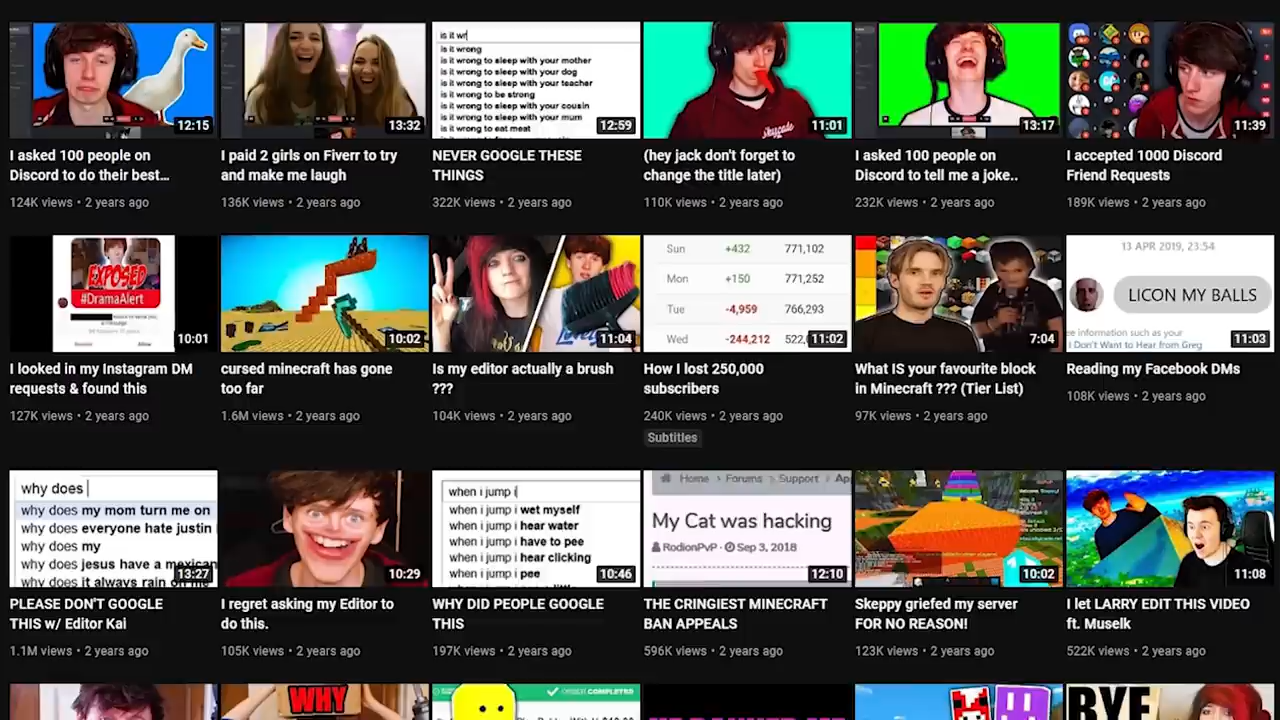 is it wr
is it wrong
is it wrong to sleep with your mother
is it wrong to sleep with your dog
is it wrong to sleep with your teacher
is it wrong to be strong
is it wrong to sleep with your cousin
is it wrong to sleep with your mum
is it wrong to eat meat
12:15
13:32
12:59
11:01
13:17
11:39
I asked 100 people on
Discord to do their best…
124K views • 2 years ago
I paid 2 girls on Fiverr to try
and make me laugh
136K views • 2 years ago
NEVER GOOGLE THESE
THINGS
322K views • 2 years ago
(hey jack don't forget to
change the title later)
110K views • 2 years ago
I asked 100 people on
Discord to tell me a joke..
232K views • 2 years ago
I accepted 1000 Discord
Friend Requests
189K views • 2 years ago
EXPOSED
#DramaAlert
10:01
I looked in my Instagram DM
requests & found this
127K views • 2 years ago
10:02
cursed minecraft has gone
too far
1.6M views • 2 years ago
11:04
Is my editor actually a brush
???
104K views • 2 years ago
Sun +432 771,102
Mon +150 771,252
Tue -4,959 766,293
Wed -244,212 522,
11:02
How I lost 250,000
subscribers
240K views • 2 years ago
Subtitles
7:04
What IS your favourite block
in Minecraft ??? (Tier List)
97K views • 2 years ago
13 APR 2019, 23:54
LICON MY BALLS
ee information such as your
I Don't Want to Hear from Greg
11:03
Reading my Facebook DMs
108K views • 2 years ago
why does
why does my mom turn me on
why does everyone hate justin
why does my
why does jesus have a mexican
why does it always rain on
13:27
PLEASE DON'T GOOGLE
THIS w/ Editor Kai
1.1M views • 2 years ago
10:29
I regret asking my Editor to
do this.
105K views • 2 years ago
when i jump i
when i jump i wet myself
when i jump i hear water
when i jump i have to pee
when i jump i hear clicking
when i jump i pee
10:46
WHY DID PEOPLE GOOGLE
THIS
197K views • 2 years ago
Home > Forums > Support > Ap
My Cat was hacking
RodionPvP • Sep 3, 2018
12:10
THE CRINGIEST MINECRAFT
BAN APPEALS
596K views • 2 years ago
10:02
Skeppy griefed my server
FOR NO REASON!
123K views • 2 years ago
11:08
I let LARRY EDIT THIS VIDEO
ft. Muselk
522K views • 2 years ago
WHY
ORDER COMPLETED
BYE